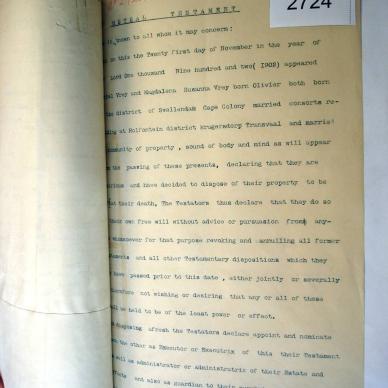 2724
MUTUAL TESTAMENT
it known to all whom it may concern:
on this the Twenty first day of November in the year of
Lord One thousand Nine hundred and two( 1902) appeared
Vrey and Magdalena Susanna Vrey born Olivier both born
the district of Swellendam Cape Colony married consorts re-
at Rolfontein district Krugersdorp Transvaal and married
community of property , sound of body and mind as will appear
the passing of these presents, declaring that they are
and have decided to dispose of their property to be
their death. The Testators thus declare that they do so
their own free will without advice or persuasion from any-
whomsoever for that purpose revoking and annulling all former
and all other Testamentary dispositions which they
have passed prior to this date , either jointly or severally
therefore not wishing or desiring that any or all of these
be held to be of the least power or effect.
disposing afresh the Testators declare appoint and nominate
the other as Executor or Executrix of this their Testament
as administrator or administratrix of their Estate and
and also as guardian to their